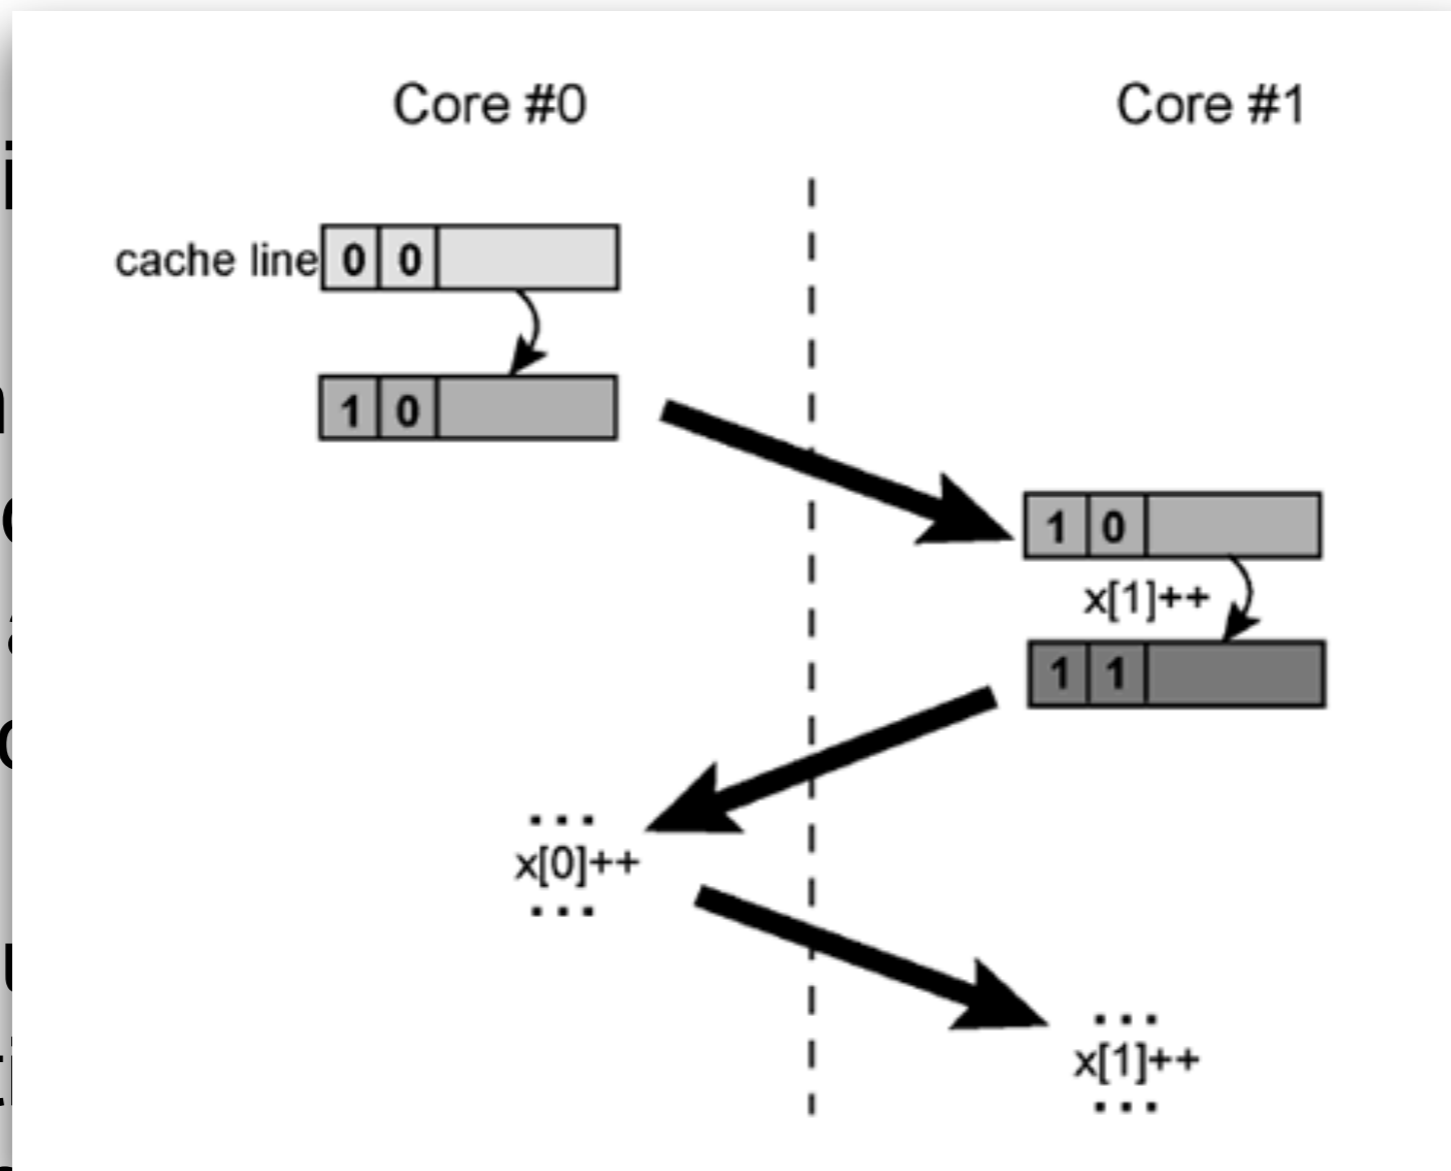 Core #0 Core #1
cache line 0 0
1 0
1 0
x[1]++
1 1
...
x[0]++
...
...
x[1]++
...